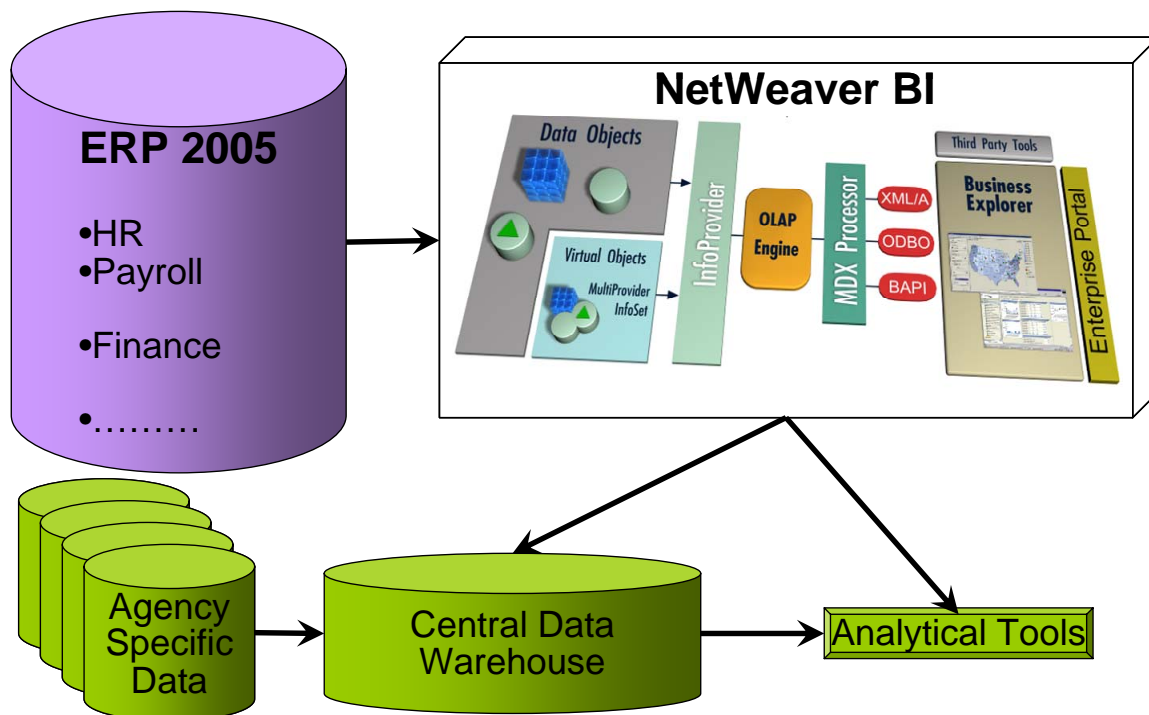 ERP 2005
•HR
•Payroll
•Finance
•………
NetWeaver BI
Data Objects
Virtual Objects
MultiProvider
InfoSet
InfoProvider
OLAP
Engine
MDX Processor
XML/A
ODBO
BAPI
Third Party Tools
Business
Explorer
Enterprise Portal
Agency
Specific
Data
Central Data
Warehouse
Analytical Tools